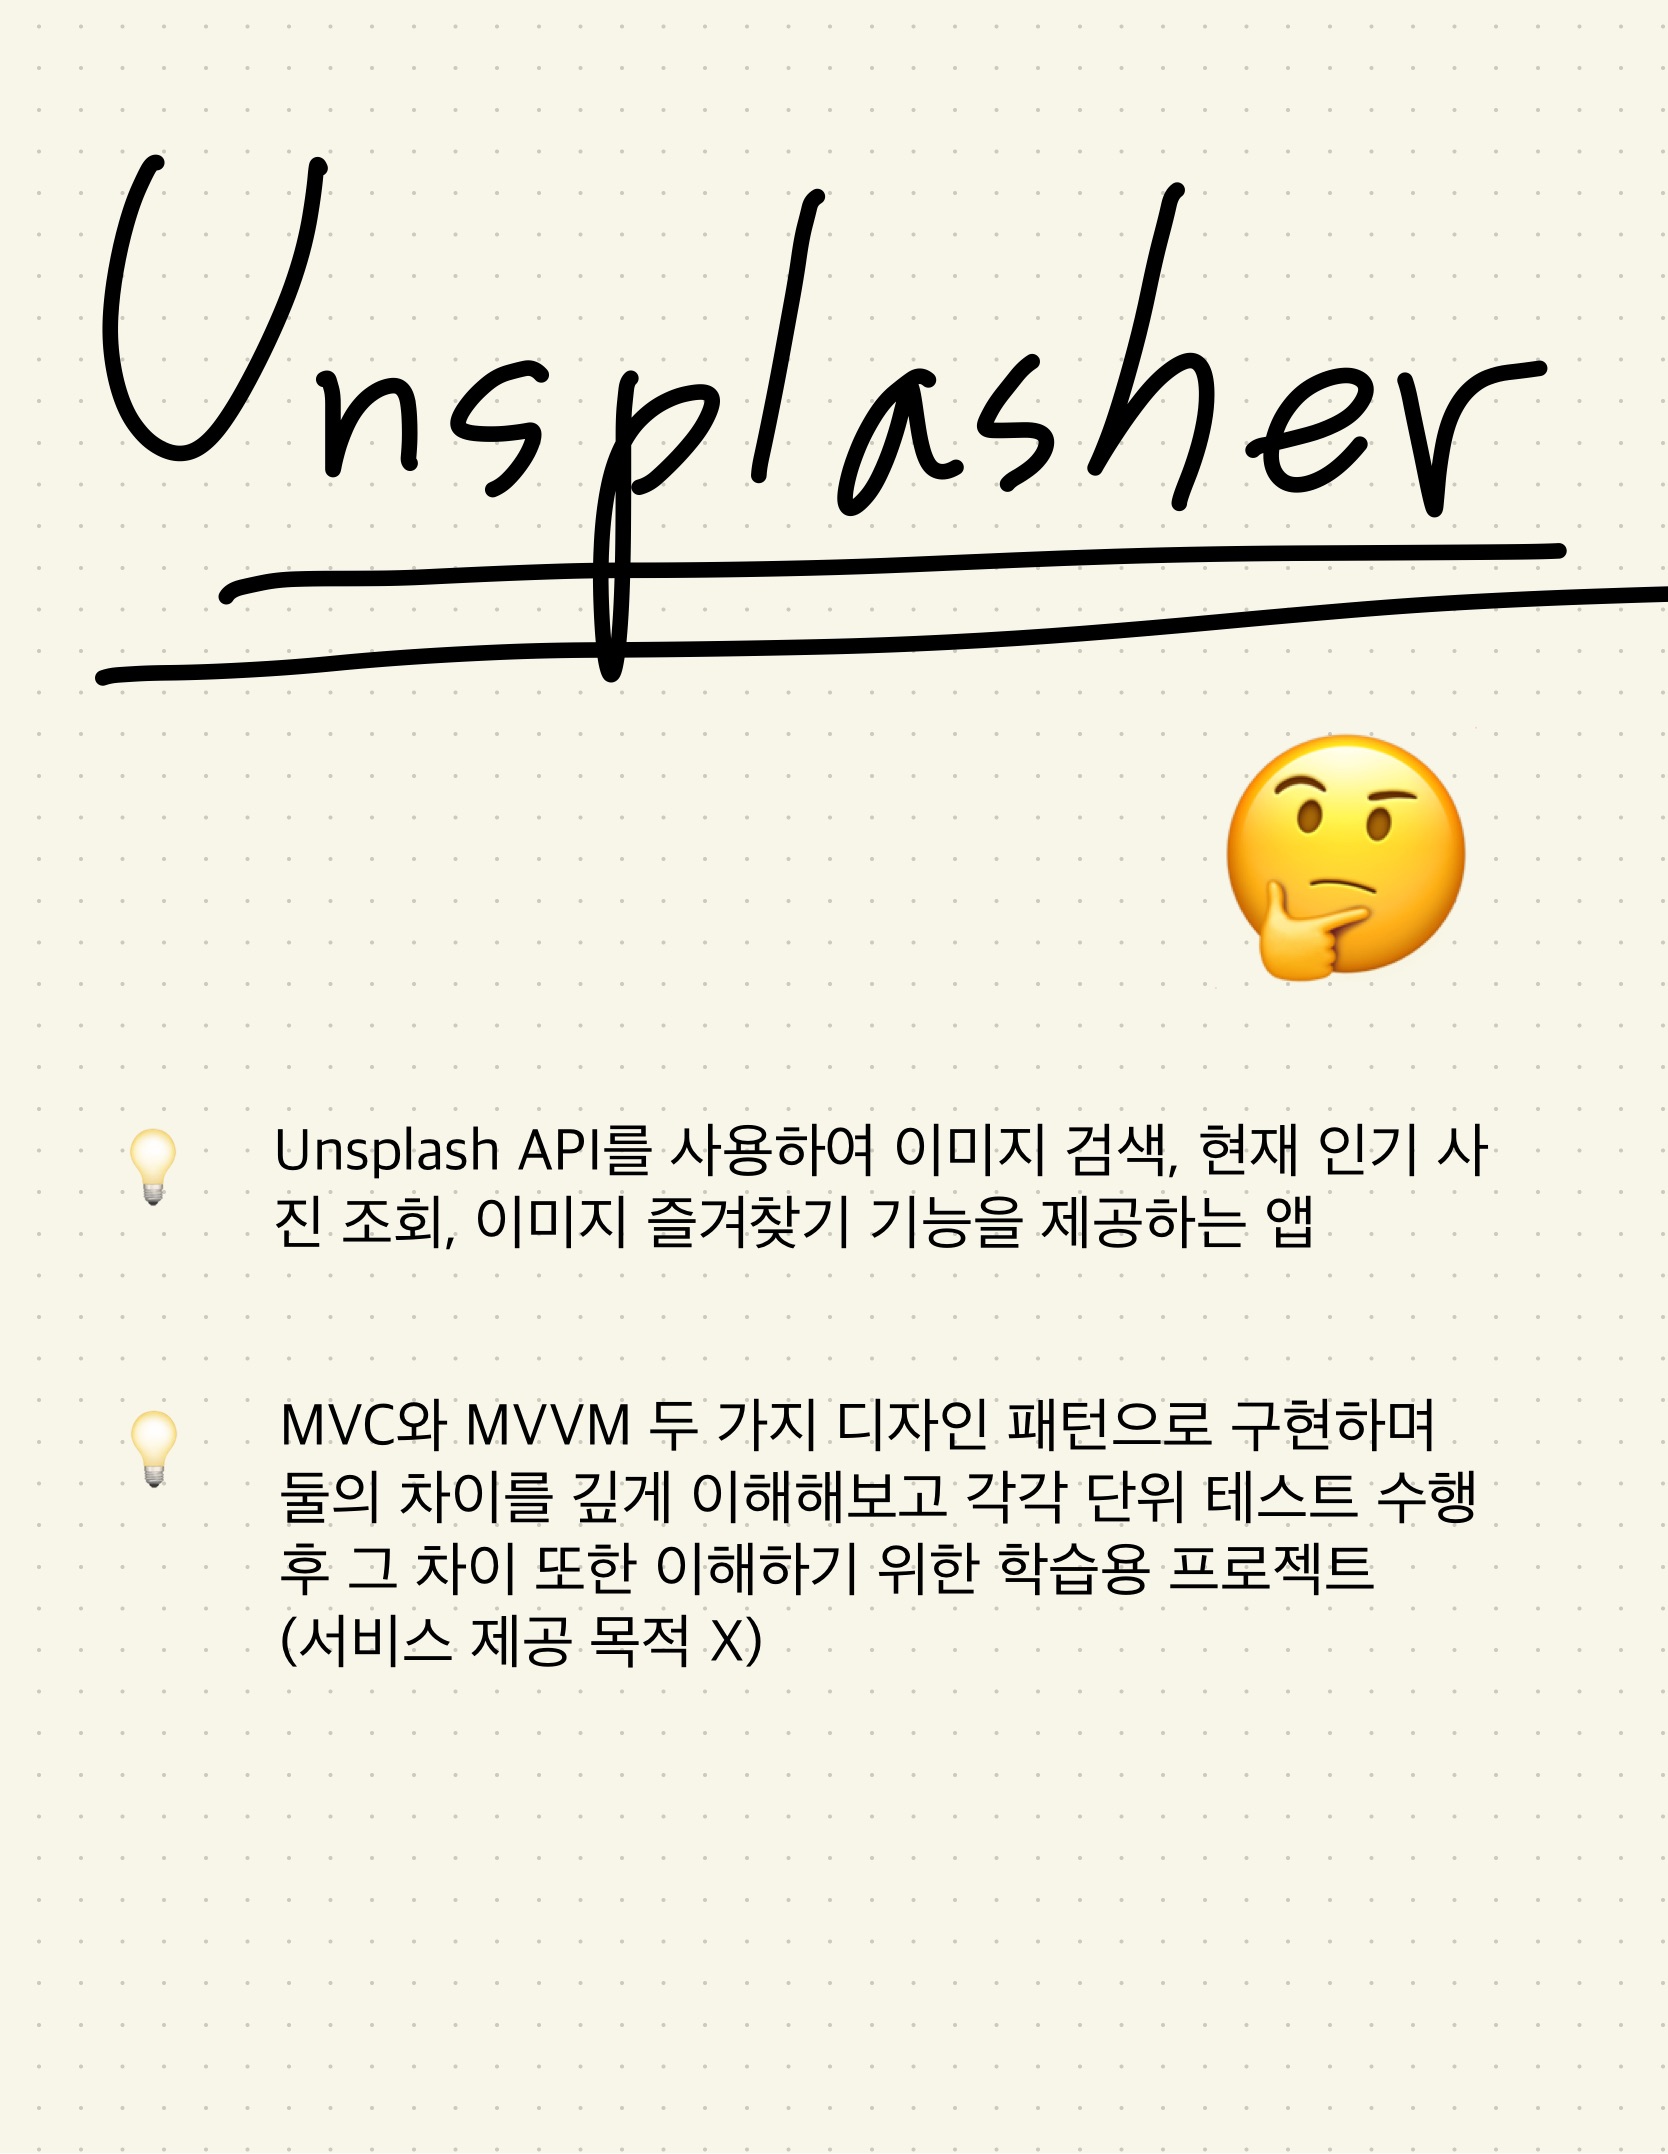 Unsplasher
Unsplash API를 사용하여 이미지 검색, 현재 인기 사
진 조회, 이미지 즐겨찾기 기능을 제공하는 앱
MVC와 MVVM 두 가지 디자인 패턴으로 구현하며
둘의 차이를 깊게 이해해보고 각각 단위 테스트 수행
후 그 차이 또한 이해하기 위한 학습용 프로젝트
(서비스 제공 목적 X)